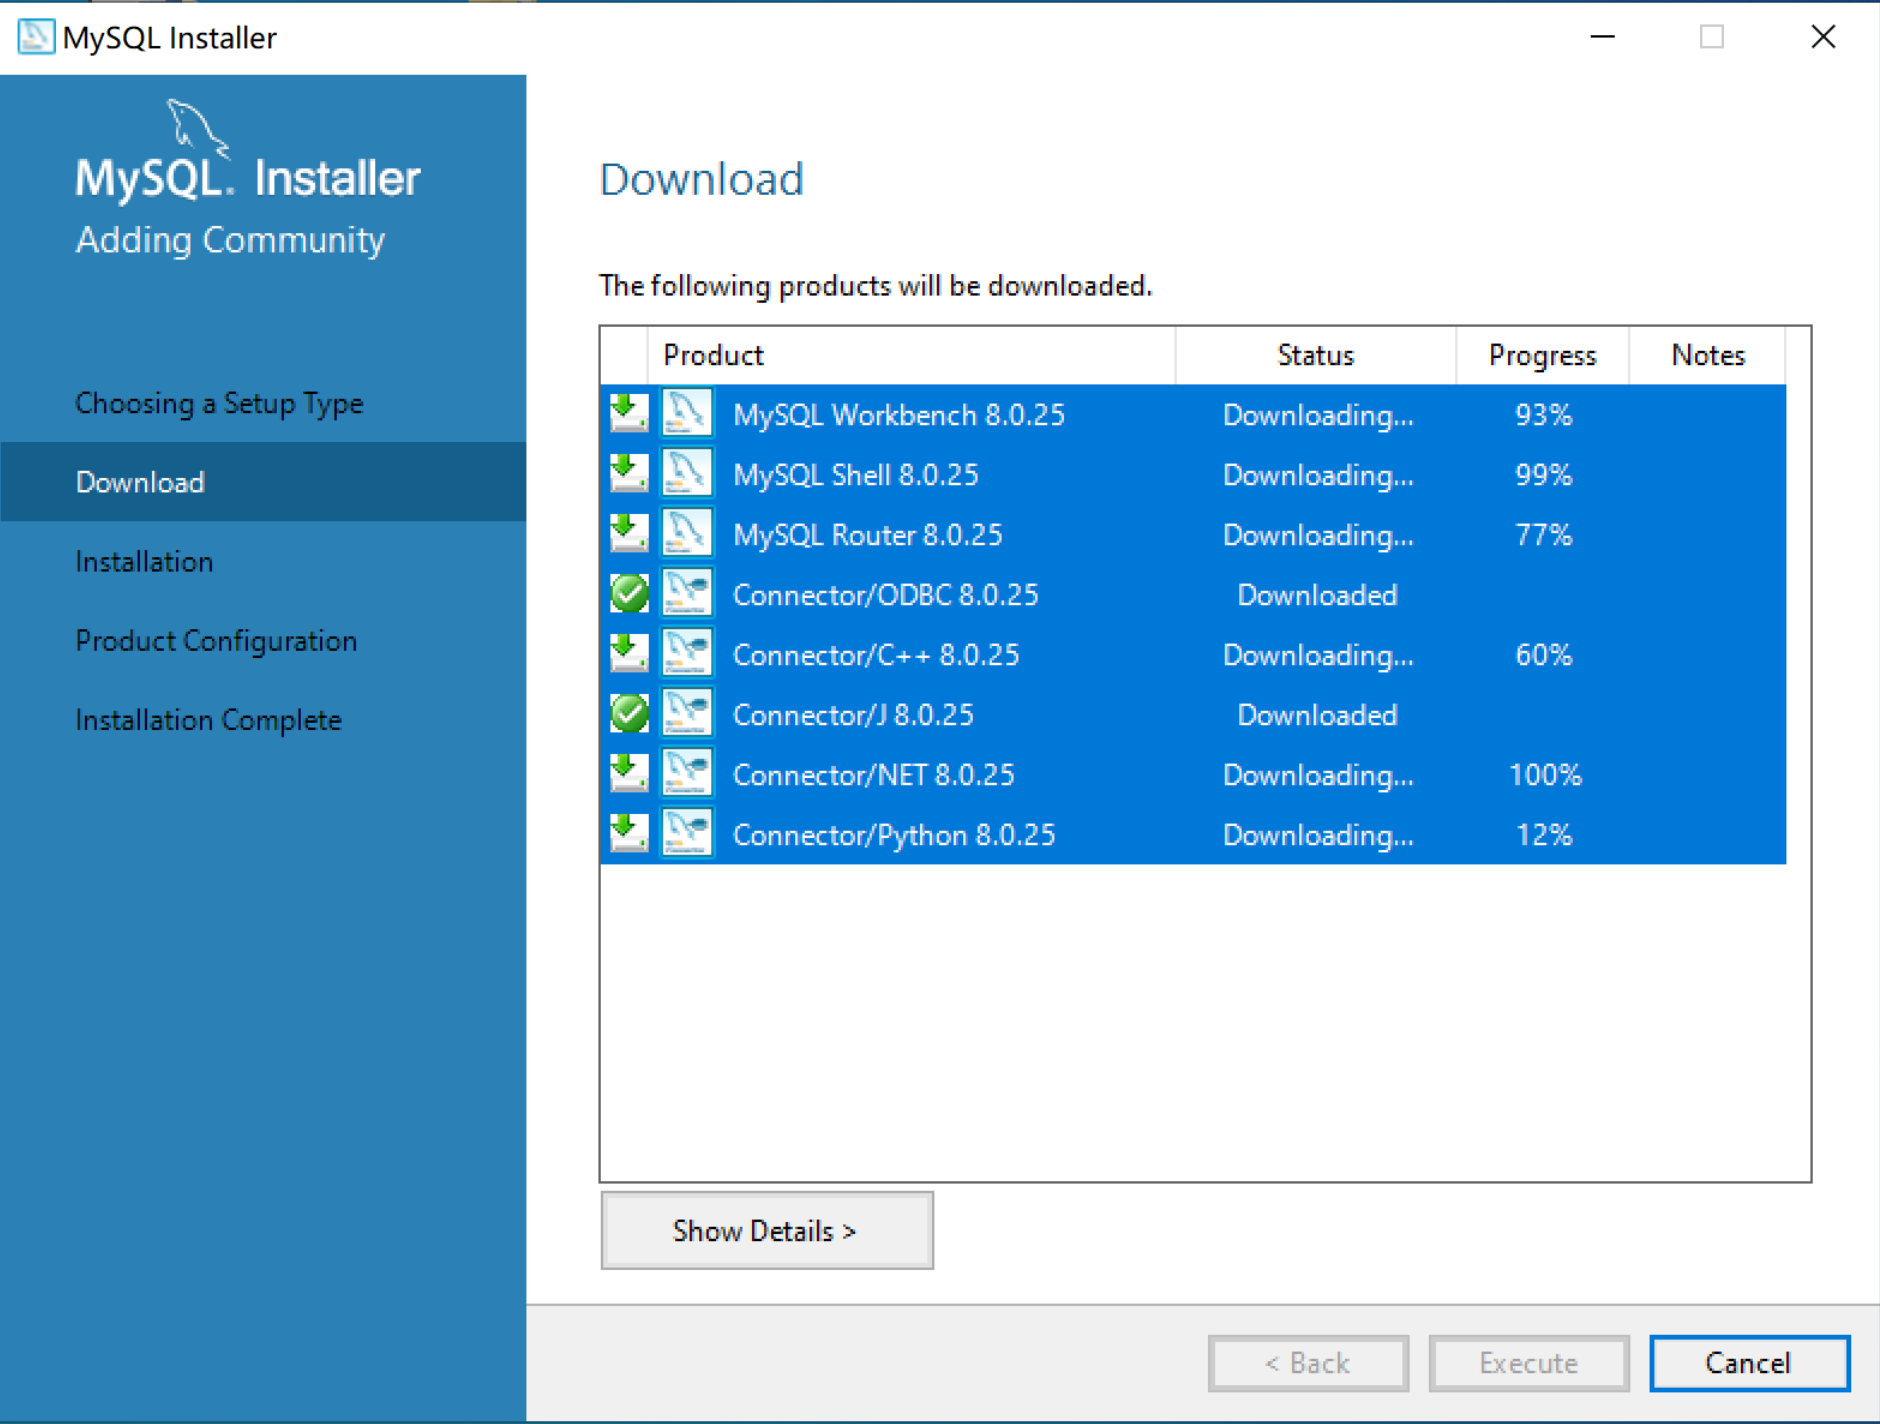 MySQL Installer
MySQL. Installer
Adding Community
Choosing a Setup Type
Download
Installation
Product Configuration
Installation Complete
Download
The following products will be downloaded.
Product Status Progress Notes
MySQL Workbench 8.0.25 Downloading... 93%
MySQL Shell 8.0.25 Downloading... 99%
MySQL Router 8.0.25 Downloading... 77%
Connector/ODBC 8.0.25 Downloaded
Connector/C++ 8.0.25 Downloading... 60%
Connector/J 8.0.25 Downloaded
Connector/NET 8.0.25 Downloading... 100%
Connector/Python 8.0.25 Downloading... 12%
Show Details >
< Back Execute Cancel